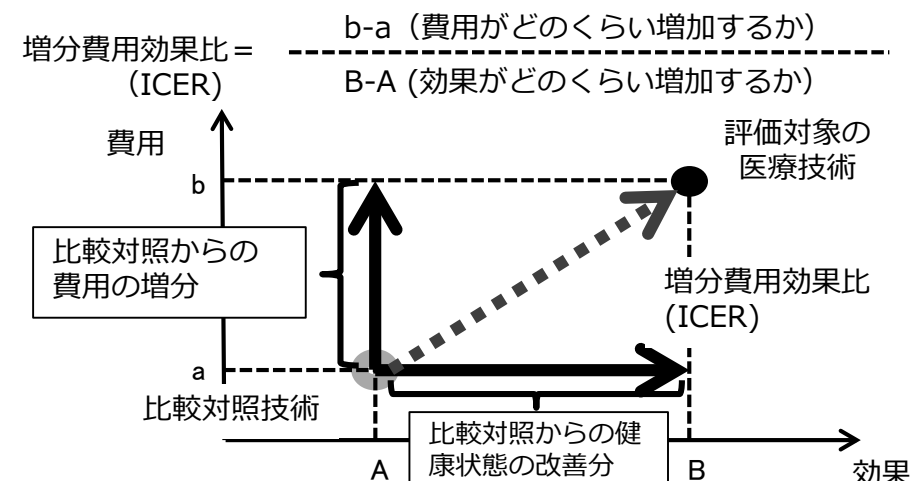 b-a（費用がどのくらい増加するか）
増分費用効果比＝
（ICER）
B-A (効果がどのくらい増加するか）
費用
評価対象の
医療技術
b
比較対照からの
費用の増分
増分費用効果比
(ICER)
a
比較対照技術
比較対照からの健
康状態の改善分
A
B
効果